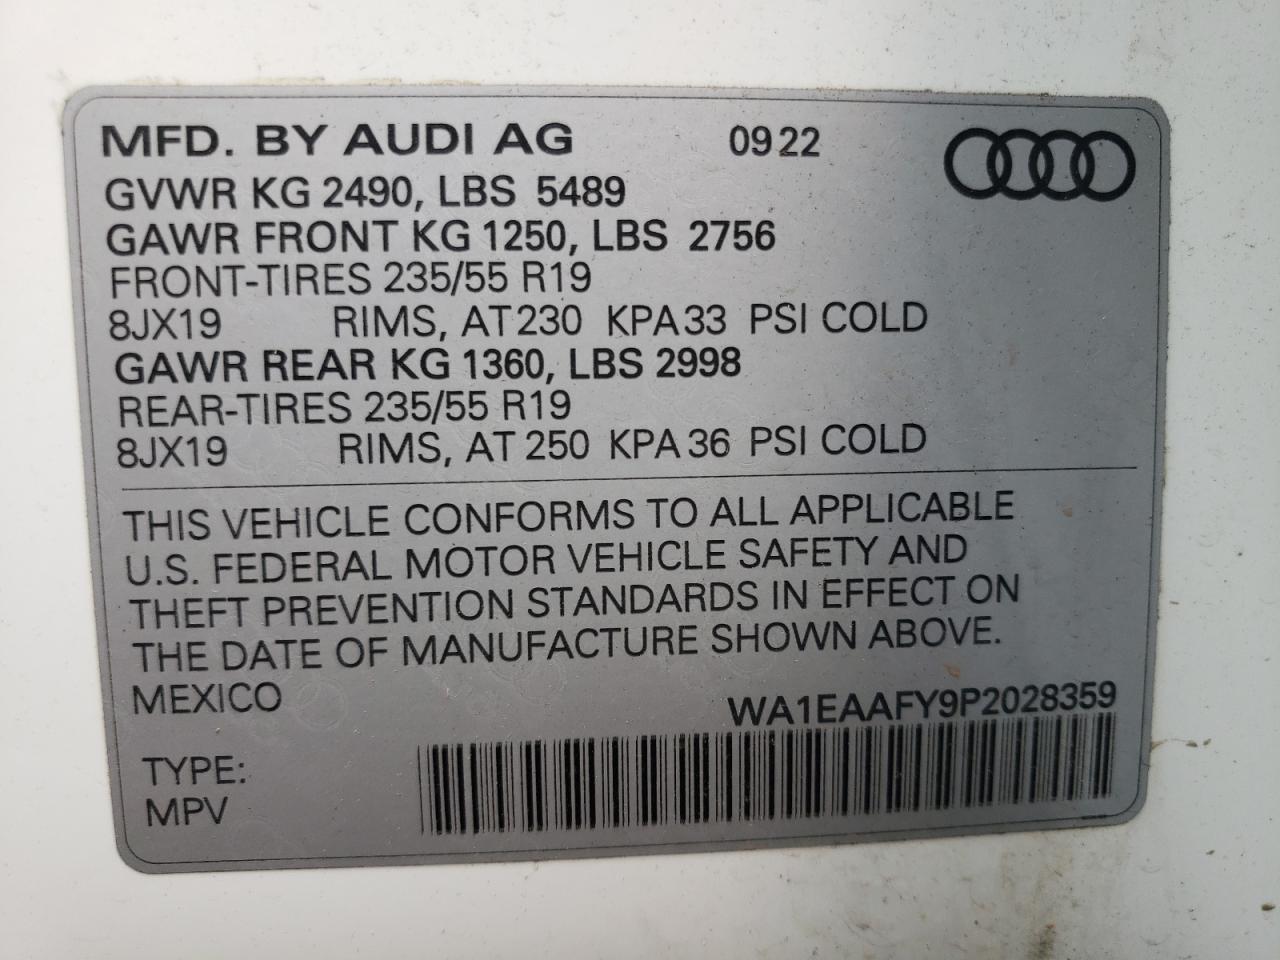 MFD. BY AUDI AG 09 22
GVWR KG 2490, LBS 5489
GAWR FRONT KG 1250, LBS 2756
FRONT-TIRES 235/55 R19
8JX19 RIMS, AT 230 KPA 33 PSI COLD
GAWR REAR KG 1360, LBS 2998
REAR-TIRES 235/55 R19
8JX19 RIMS, AT 250 KPA 36 PSI COLD
THIS VEHICLE CONFORMS TO ALL APPLICABLE
U.S. FEDERAL MOTOR VEHICLE SAFETY AND
THEFT PREVENTION STANDARDS IN EFFECT ON
THE DATE OF MANUFACTURE SHOWN ABOVE.
MEXICO
WA1EAAFY9P2028359
TYPE:
MPV